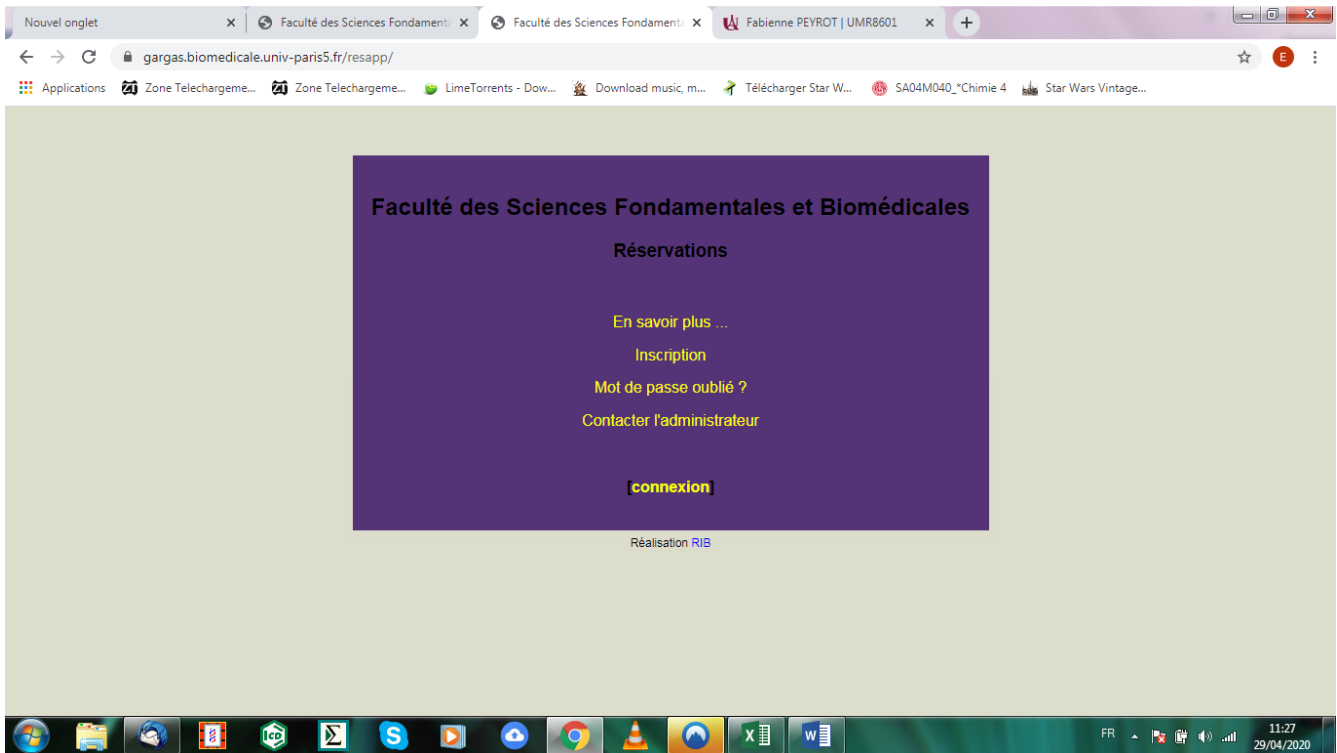 Nouvel onglet
Faculté des Sciences Fondament
Faculté des Sciences Fondament
Fabienne PEYROT | UMR8601
gargas.biomedicale.univ-paris5.fr/resapp/
E
Applications
Zone Telechargeme...
Zone Telechargeme...
LimeTorrents - Dow...
Download music, m...
Télécharger Star W...
SA04M040_*Chimie 4
Star Wars Vintage...
Faculté des Sciences Fondamentales et Biomédicales
Réservations
En savoir plus ...
Inscription
Mot de passe oublié ?
Contacter l'administrateur
[connexion]
Réalisation RIB
FR
11:27
29/04/2020